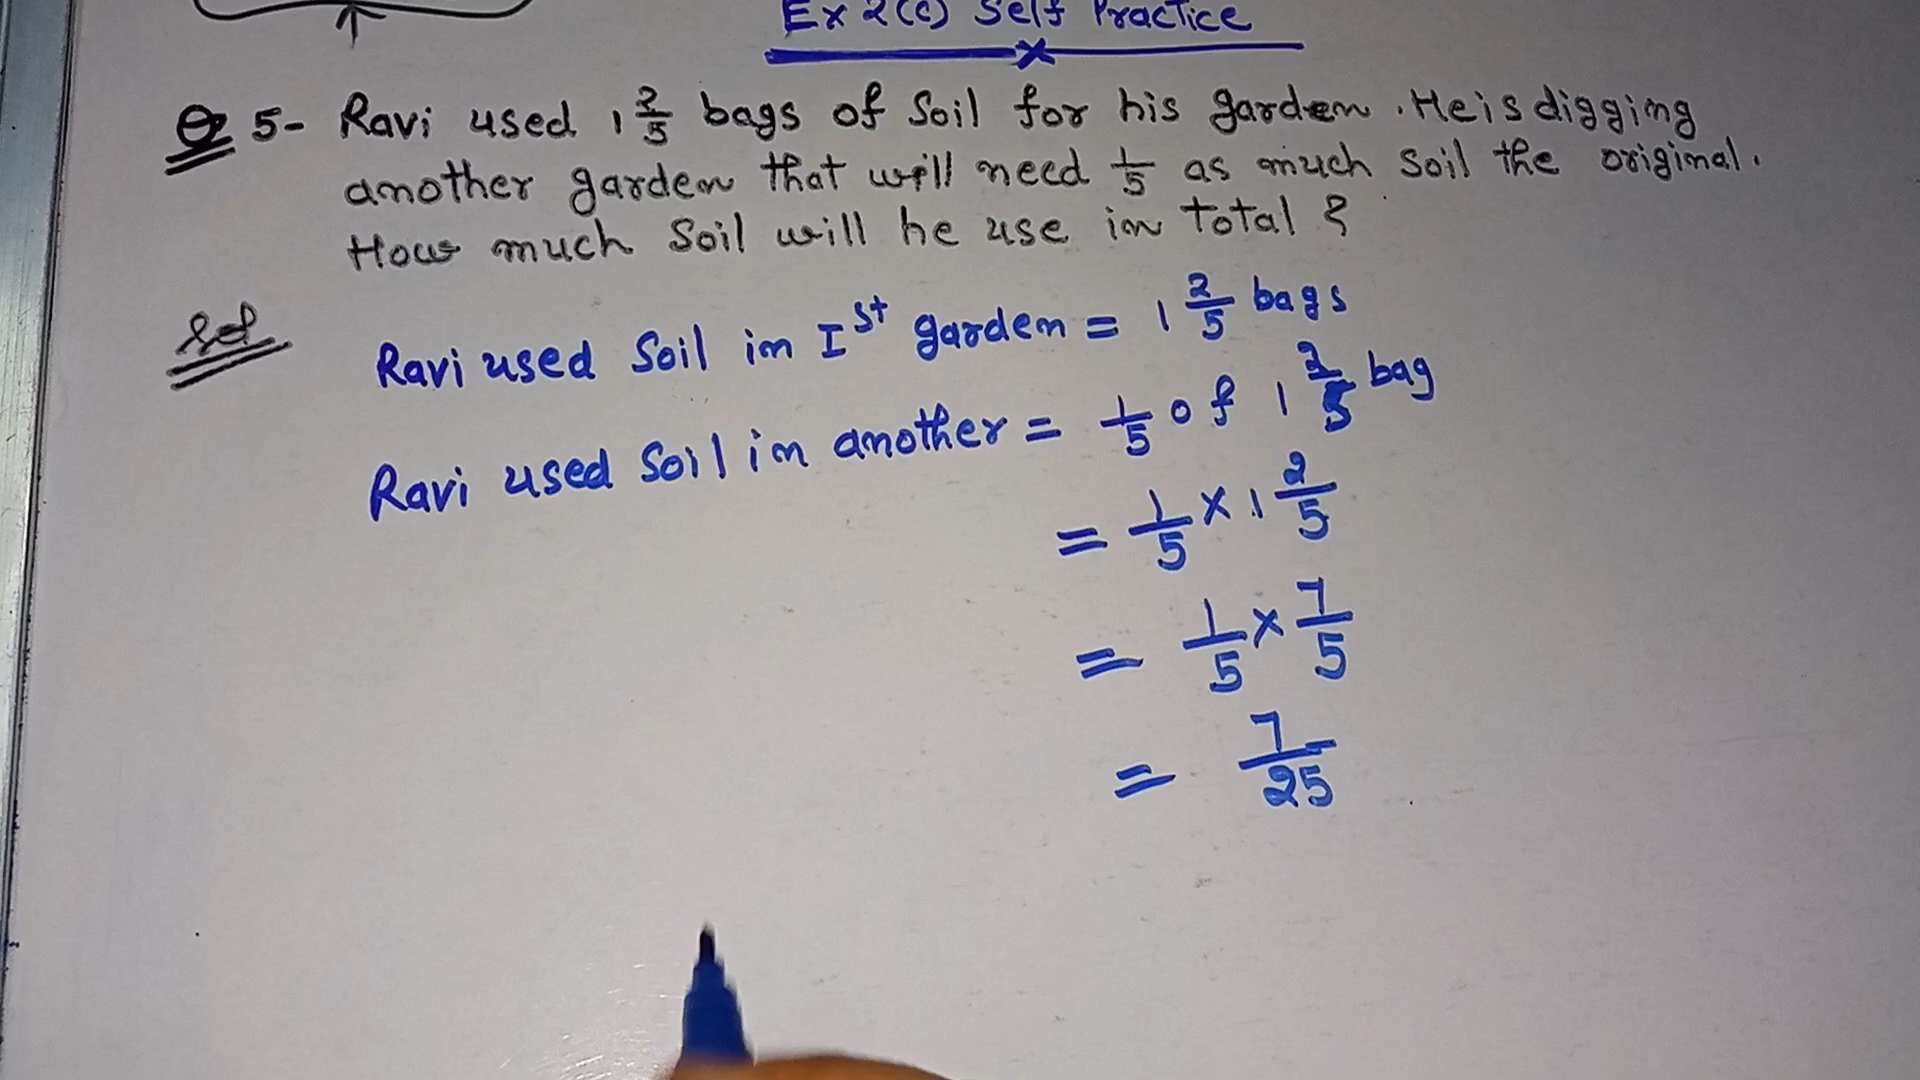 Ex 2(c) Self Practice
Q 5- Ravi used 1 2/5 bags of Soil for his garden. He is digging
another garden that will need 1/5 as much soil the original.
How much Soil will he use in total ?
Sol
Ravi used Soil in Ist garden = 1 2/5 bags
Ravi used Soil in another = 1/5 of 1 2/5 bag
= 1/5 × 1 2/5
= 1/5 × 7/5
= 7/25